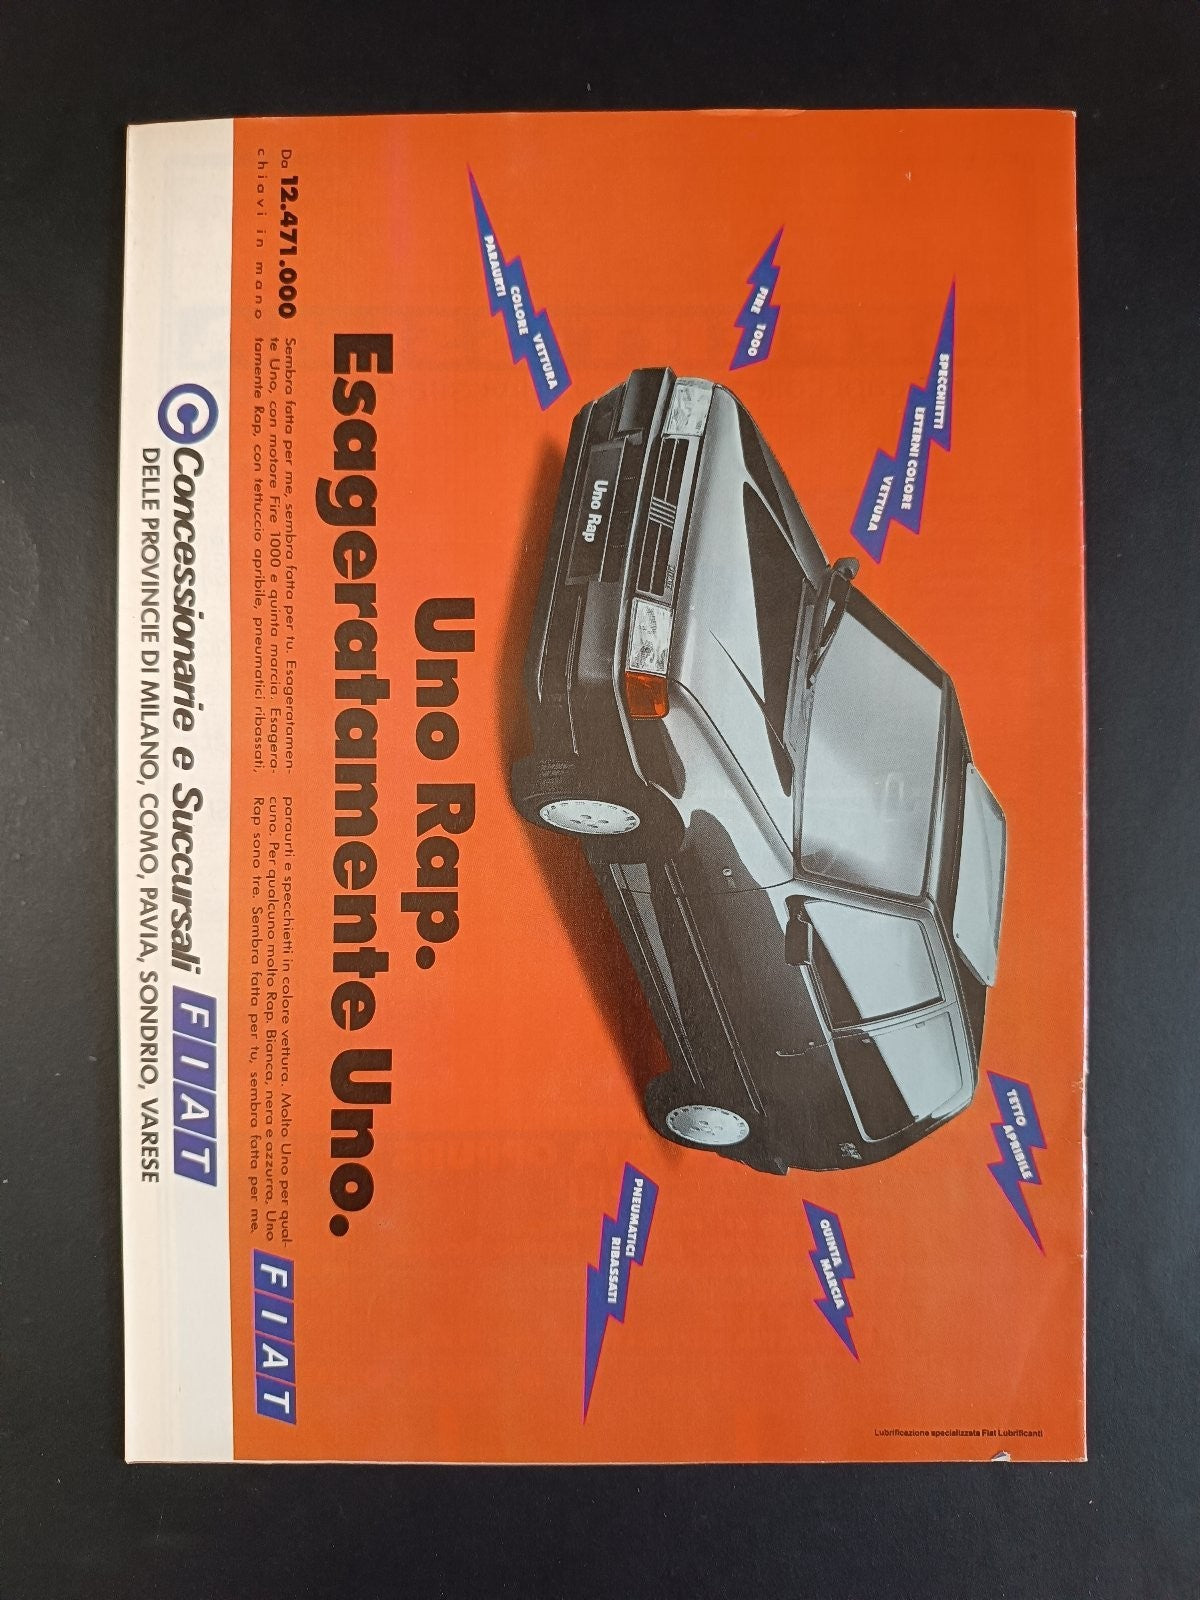 Lubrificazione specializzata Fiat Lubrificanti
SPECCHIETTI
ESTERNI COLORE
VETTURA
TETTO
APRIBILE
FIRE 1000
QUINTA
MARCIA
PARAURTI
COLORE
VETTURA
PNEUMATICI
RIBASSATI
FIAT
Uno Rap
Uno Rap.
Esageratamente Uno.
Da 12.471.000
chiavi in mano
Sembra fatta per me, sembra fatta per tu. Esageratamen-
te Uno, con motore Fire 1000 e quinta marcia. Esagera-
tamente Rap, con tettuccio apribile, pneumatici ribassati,
paraurti e specchietti in colore vettura. Molto Uno per qual-
cuno. Per qualcuno molto Rap. Bianca, nera e azzurra, Uno
Rap sono tre. Sembra fatta per tu, sembra fatta per me.
FIAT
C Concessionarie e Succursali FIAT
DELLE PROVINCIE DI MILANO, COMO, PAVIA, SONDRIO, VARESE